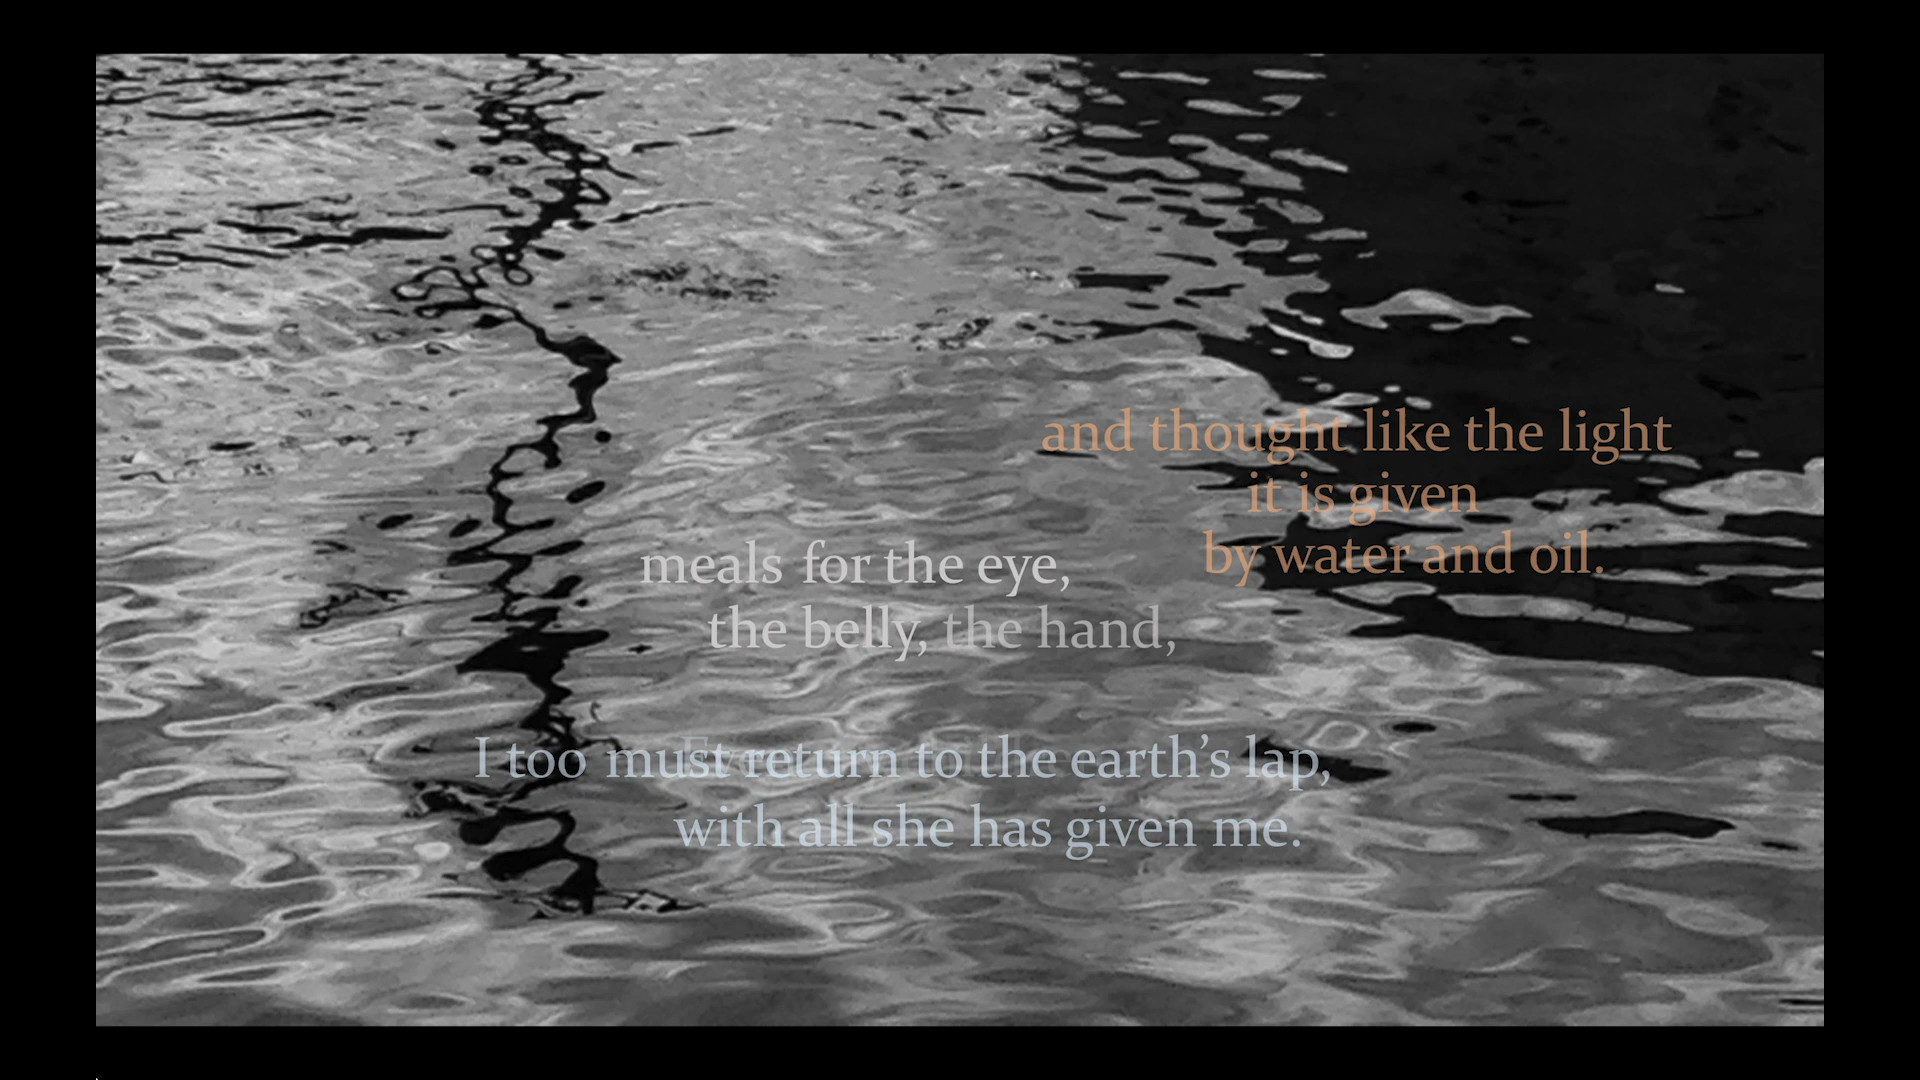 and thought like the light
it is given
by water and oil.
meals for the eye,
the belly, the hand,
I too must return to the earth’s lap,
with all she has given me.